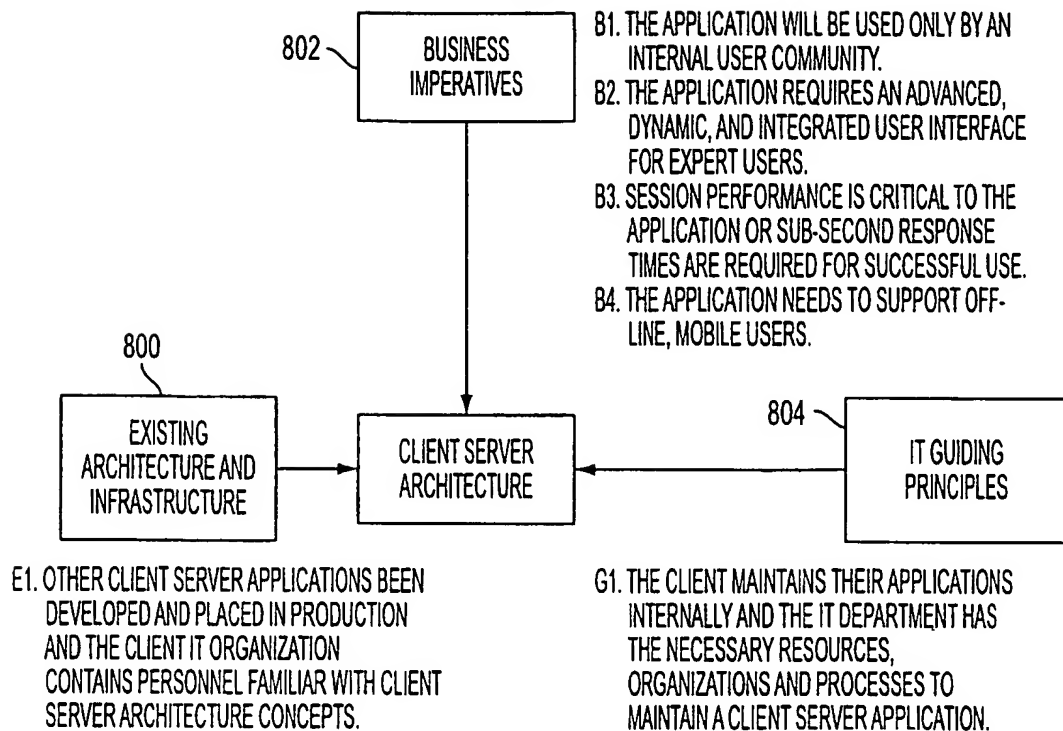 802
BUSINESS
IMPERATIVES
B1. THE APPLICATION WILL BE USED ONLY BY AN
INTERNAL USER COMMUNITY.
B2. THE APPLICATION REQUIRES AN ADVANCED,
DYNAMIC, AND INTEGRATED USER INTERFACE
FOR EXPERT USERS.
B3. SESSION PERFORMANCE IS CRITICAL TO THE
APPLICATION OR SUB-SECOND RESPONSE
TIMES ARE REQUIRED FOR SUCCESSFUL USE.
B4. THE APPLICATION NEEDS TO SUPPORT OFF-
LINE, MOBILE USERS.
800
EXISTING
ARCHITECTURE AND
INFRASTRUCTURE
CLIENT SERVER
ARCHITECTURE
804
IT GUIDING
PRINCIPLES
E1. OTHER CLIENT SERVER APPLICATIONS BEEN
DEVELOPED AND PLACED IN PRODUCTION
AND THE CLIENT IT ORGANIZATION
CONTAINS PERSONNEL FAMILIAR WITH CLIENT
SERVER ARCHITECTURE CONCEPTS.
G1. THE CLIENT MAINTAINS THEIR APPLICATIONS
INTERNALLY AND THE IT DEPARTMENT HAS
THE NECESSARY RESOURCES,
ORGANIZATIONS AND PROCESSES TO
MAINTAIN A CLIENT SERVER APPLICATION.